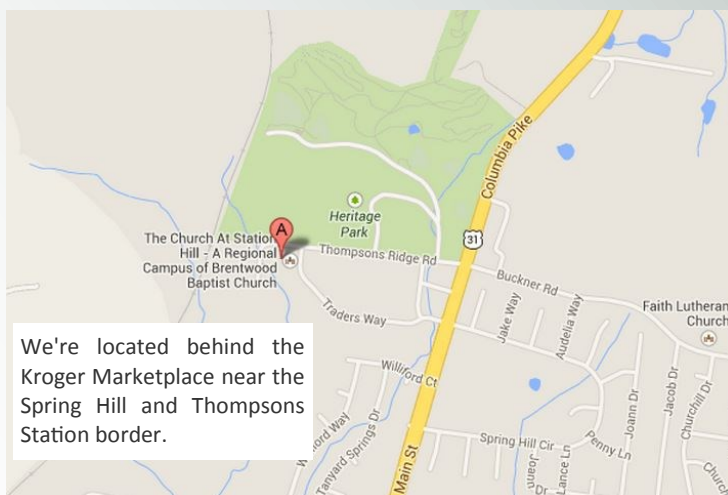 Columbia Pike
Heritage
Park
A
31
The Church At Station
Hill - A Regional
Campus of Brentwood
Baptist Church
Thompsons Ridge Rd
Buckner Rd
Traders Way
Jake Way
Audelia Way
Faith Lutheran
Church
We're located behind the
Kroger Marketplace near the
Spring Hill and Thompsons
Station border.
Williford Ct
Tanyard Springs Dr
Main St
Spring Hill Cir
Penny Ln
Joann Dr
Jacob Dr
Churchill Dr
Lance Ln
Joann
Dr
Church